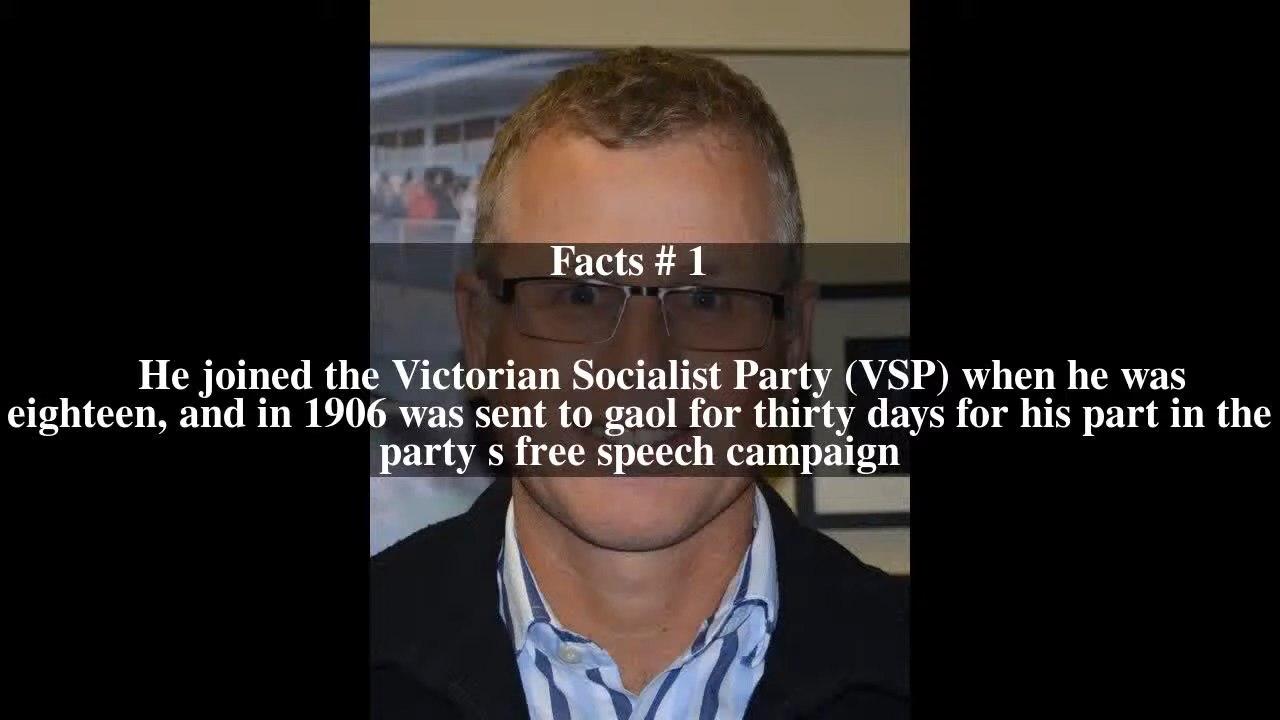 Facts # 1
He joined the Victorian Socialist Party (VSP) when he was
eighteen, and in 1906 was sent to gaol for thirty days for his part in the
party s free speech campaign